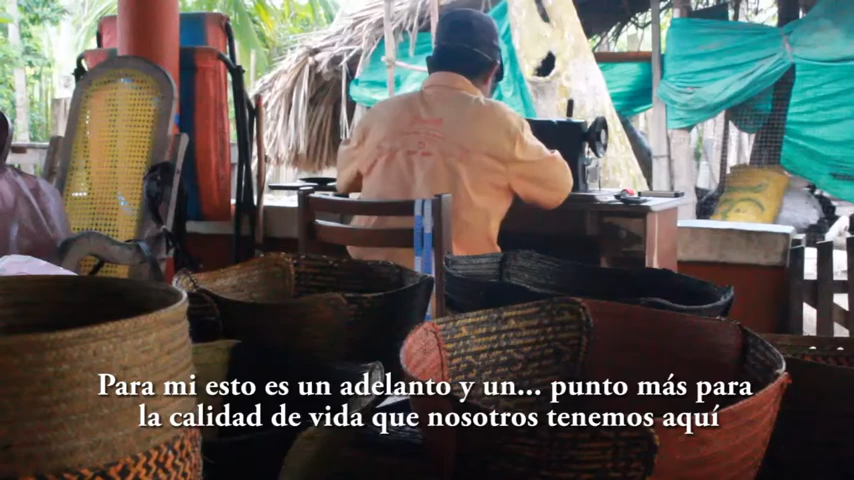 Para mi esto es un adelanto y un... punto más para
la calidad de vida que nosotros tenemos aquí